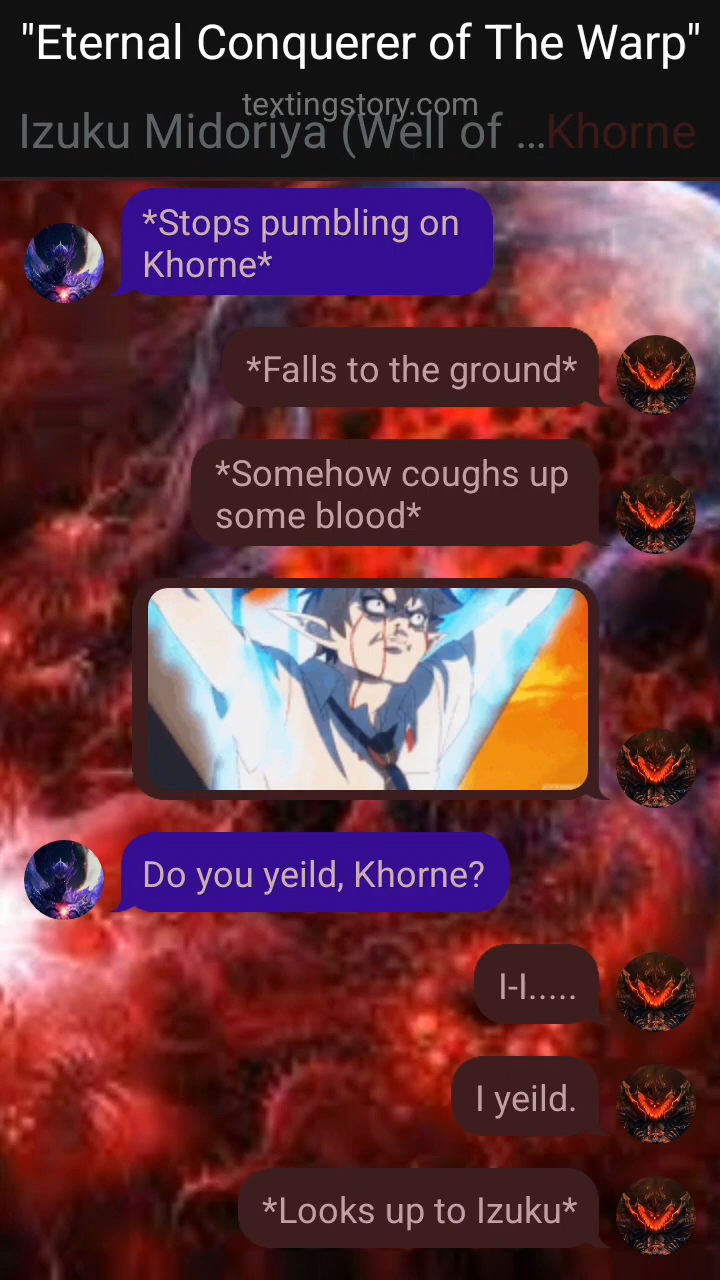 "Eternal Conquerer of The Warp"
textingstory.com
Izuku Midoriya (Well of ...Khorne
*Stops pumbling on
Khorne*
*Falls to the ground*
*Somehow coughs up
some blood*
Do you yeild, Khorne?
I-I.....
I yeild.
*Looks up to Izuku*